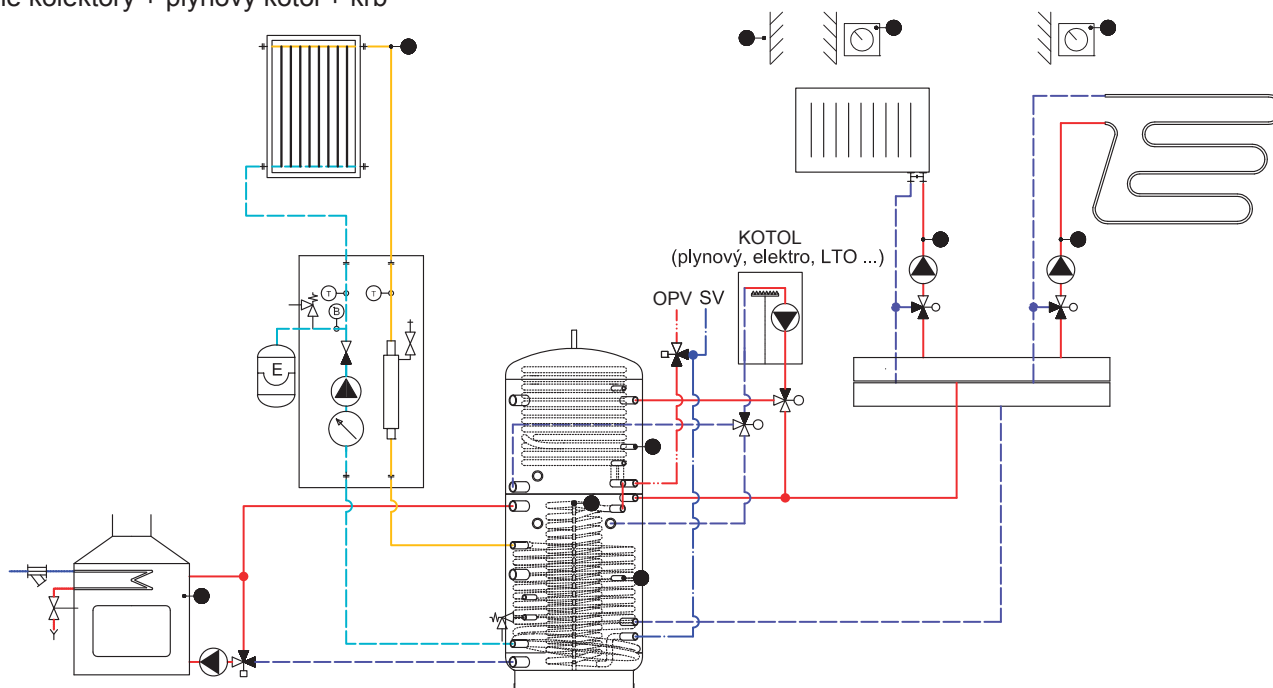 kolektory + plynový kotol + krb
KOTOL
(plynový, elektro, LTO ...)
OPV SV
T T
B
E